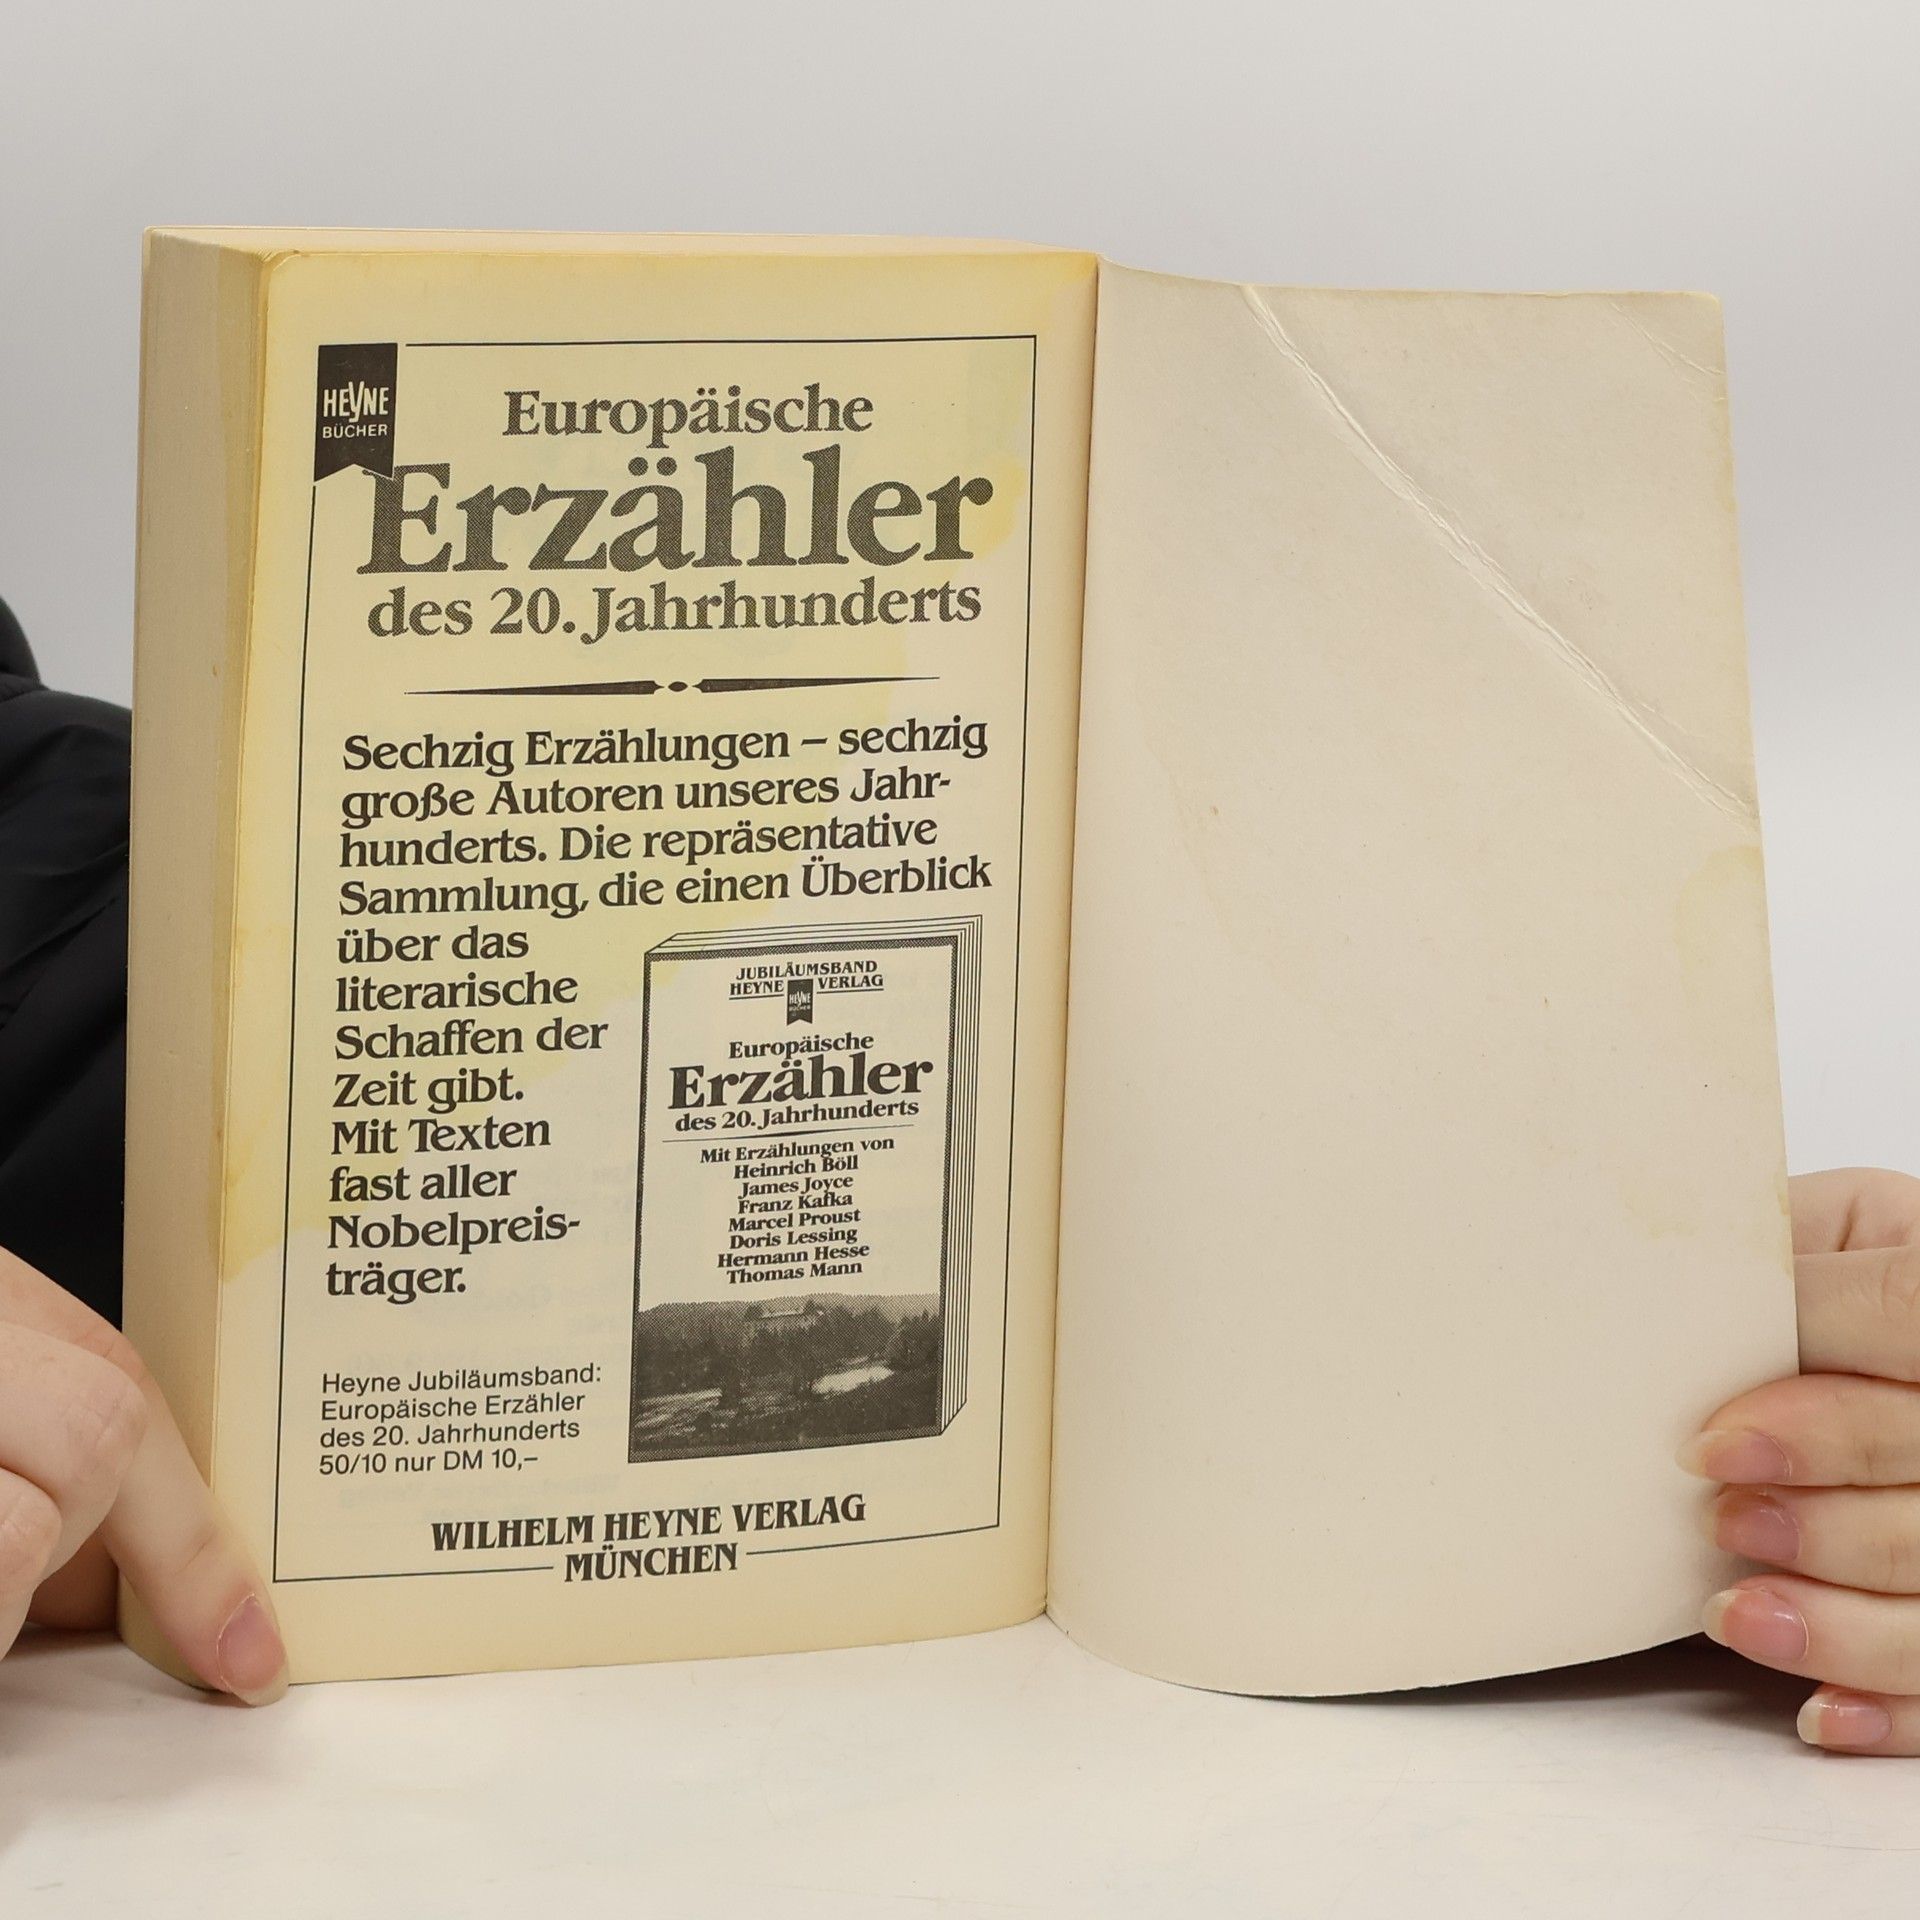 HEYNE
BÜCHER
Europäische
Erzähler
des 20. Jahrhunderts
Sechzig Erzählungen – sechzig
große Autoren unseres Jahr-
hunderts. Die repräsentative
Sammlung, die einen Überblick
über das
literarische
Schaffen der
Zeit gibt.
Mit Texten
fast aller
Nobelpreis-
träger.
JUBILÄUMSBAND
HEYNE VERLAG
HEYNE
BÜCHER
Europäische
Erzähler
des 20. Jahrhunderts
Mit Erzählungen von
Heinrich Böll
James Joyce
Franz Kafka
Marcel Proust
Doris Lessing
Hermann Hesse
Thomas Mann
Heyne Jubiläumsband:
Europäische Erzähler
des 20. Jahrhunderts
50/10 nur DM 10,–
WILHELM HEYNE VERLAG
MÜNCHEN